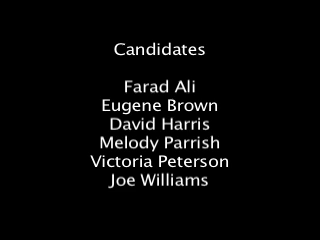 Candidates
Farad Ali
Eugene Brown
David Harris
Melody Parrish
Victoria Peterson
Joe Williams